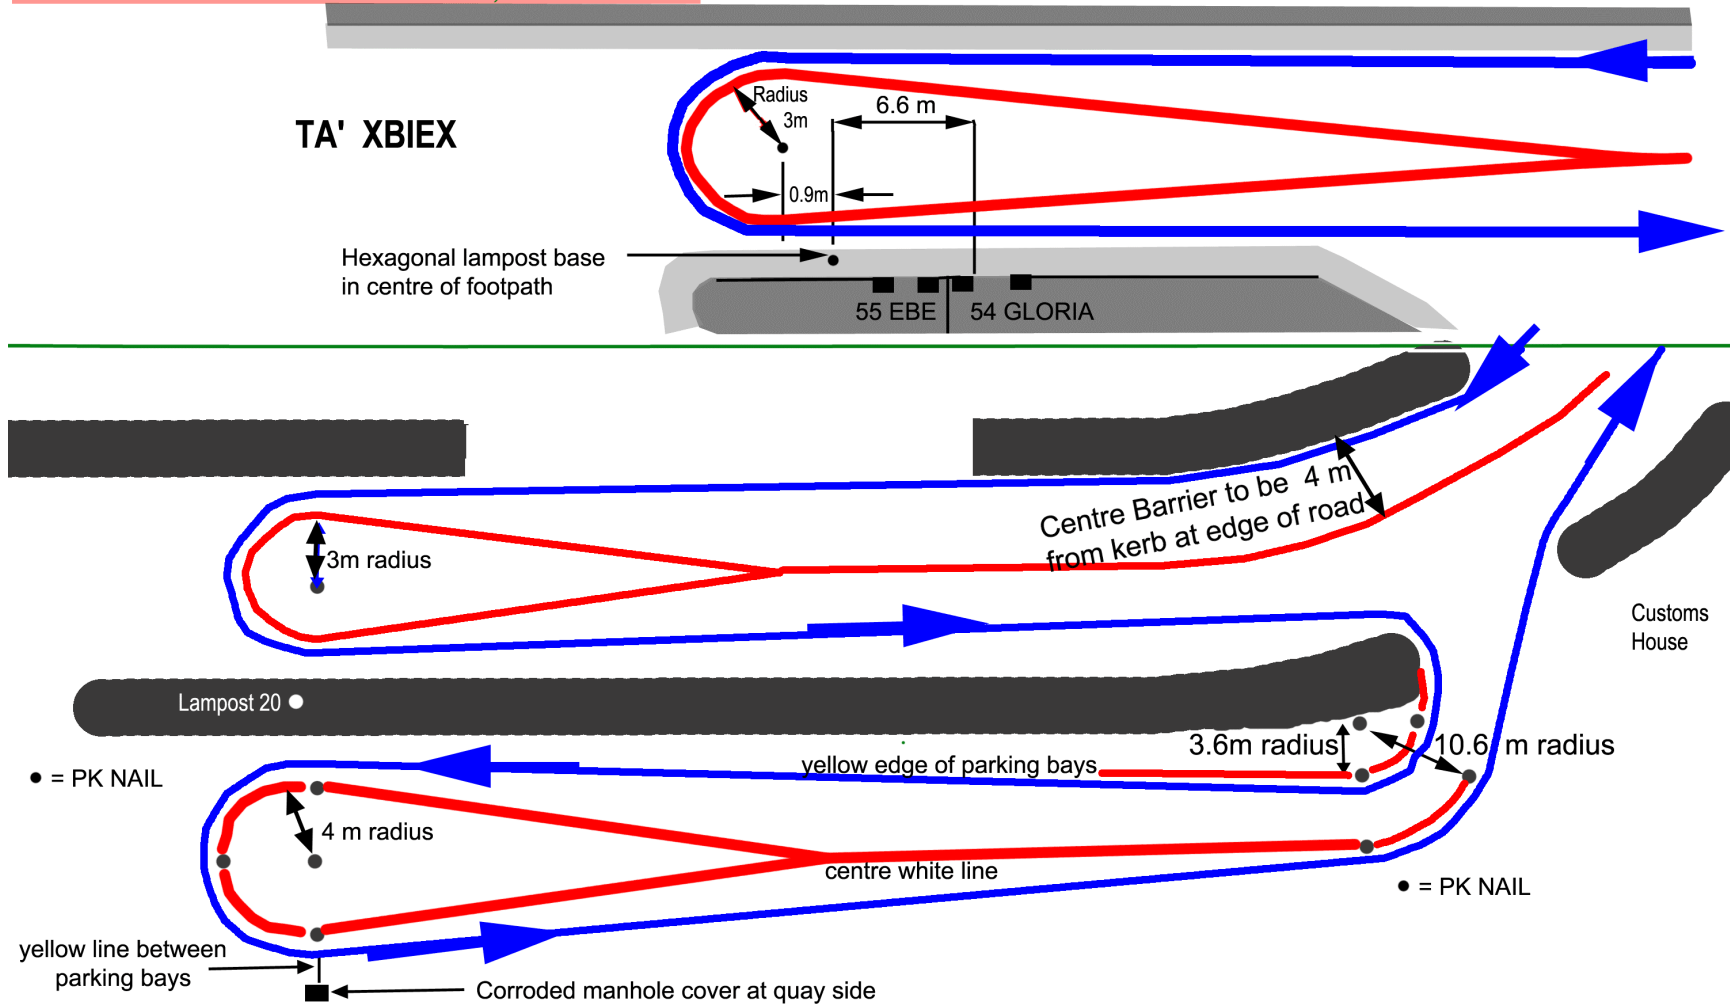 Radius
3m
6.6 m
TA' XBIEX
0.9m
Hexagonal lampost base
in centre of footpath
55 EBE
54 GLORIA
Centre Barrier to be 4 m
from kerb at edge of road
3m radius
Customs
House
Lampost 20
3.6m radius
10.6 m radius
yellow edge of parking bays
= PK NAIL
4 m radius
centre white line
= PK NAIL
yellow line between
parking bays
Corroded manhole cover at quay side